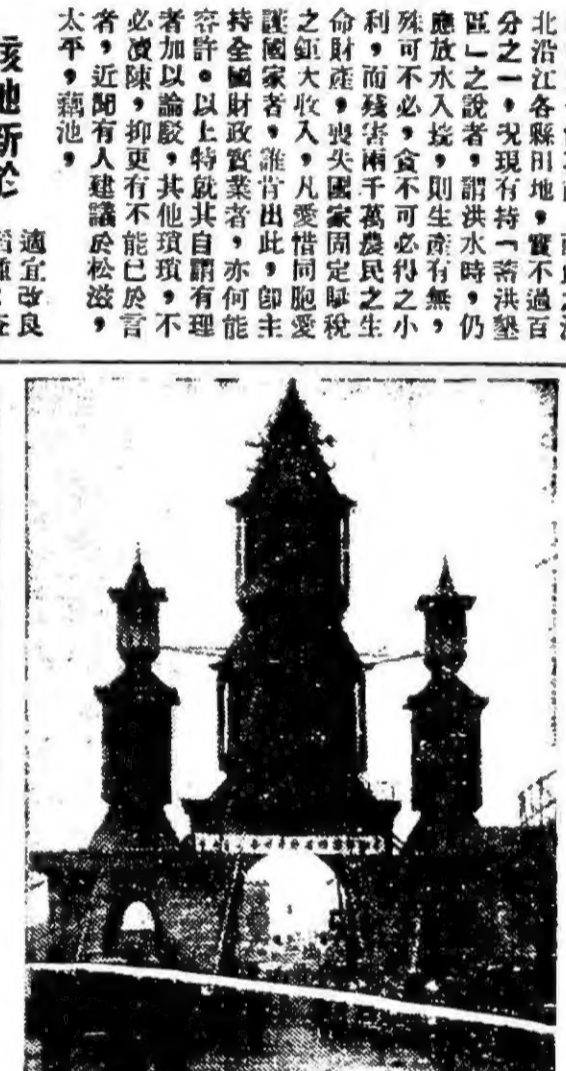 北沿江各縣田地，實不過百
分之一，況現有持「蓄洪墾
區」之說者，謂洪水時，仍
應放水入垸，則生產有無，
殊可不必，貪不可必得之小
利，而殘害兩千萬農民之生
命財產，喪失國家固定賦稅
之鉅大收入，凡愛惜同胞愛
護國家者，誰肯出此，卽主
持全國財政實業者，亦何能
容許。以上特就其自謂有理
者加以論駁，其他瑣瑣，不
必瀆陳，抑更有不能已於言
者，近聞有人建議於松滋，
太平，藕池，
適宜改良